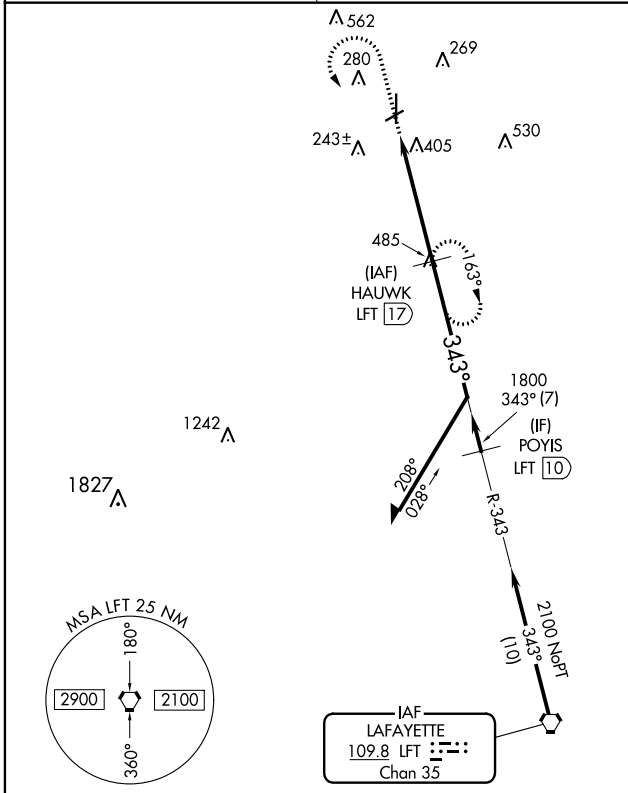 562
280
269
243±
405
530
485
(IAF)
HAUWK
LFT 17
163°
343°
1800
343° (7)
(IF)
POYIS
LFT 10
1242
1827
208°
028°
R-343
2100 NoPT
343°
(10)
MSA LFT 25 NM
180°
2900
2100
360°
IAF
LAFAYETTE
109.8 LFT
Chan 35